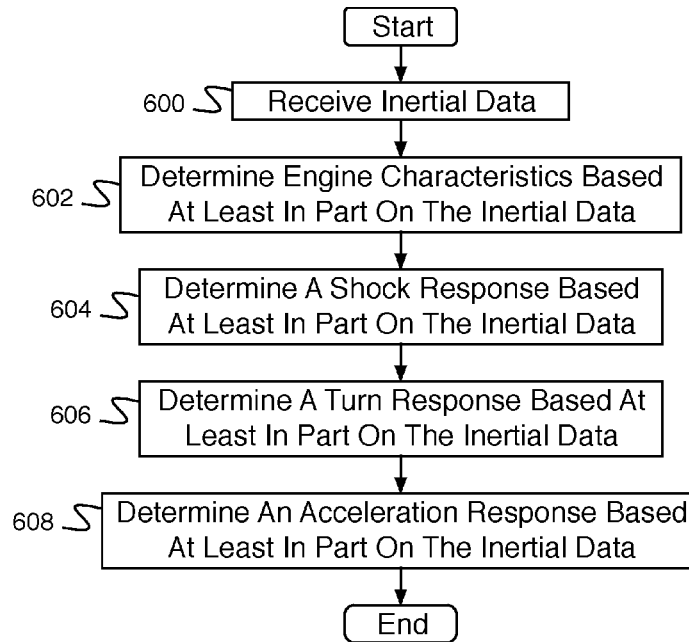 Start
600
Receive Inertial Data
602
Determine Engine Characteristics Based
At Least In Part On The Inertial Data
604
Determine A Shock Response Based
At Least In Part On The Inertial Data
606
Determine A Turn Response Based At
Least In Part On The Inertial Data
608
Determine An Acceleration Response Based
At Least In Part On The Inertial Data
End